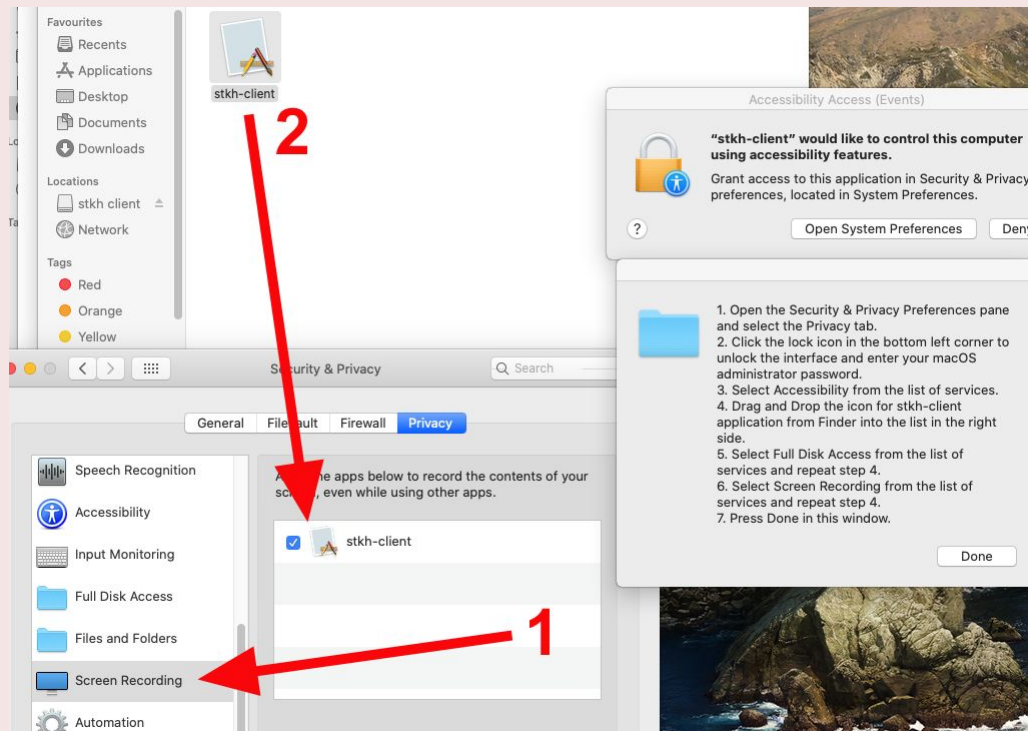 Favourites
Recents
Applications
Desktop
Documents
Downloads
Locations
stkh client
Network
Tags
Red
Orange
Yellow
stkh-client
2
Accessibility Access (Events)
"stkh-client" would like to control this computer
using accessibility features.
Grant access to this application in Security & Privacy
preferences, located in System Preferences.
?
Open System Preferences
1. Open the Security & Privacy Preferences pane
and select the Privacy tab.
2. Click the lock icon in the bottom left corner to
unlock the interface and enter your macOS
administrator password.
3. Select Accessibility from the list of services.
4. Drag and Drop the icon for stkh-client
application from Finder into the list in the right
side.
5. Select Full Disk Access from the list of
services and repeat step 4.
6. Select Screen Recording from the list of
services and repeat step 4.
7. Press Done in this window.
Done
Security & Privacy
Search
General
Firewall
Privacy
Speech Recognition
Accessibility
Input Monitoring
Full Disk Access
Files and Folders
Screen Recording
Automation
apps below to record the contents of your
even while using other apps.
stkh-client
1